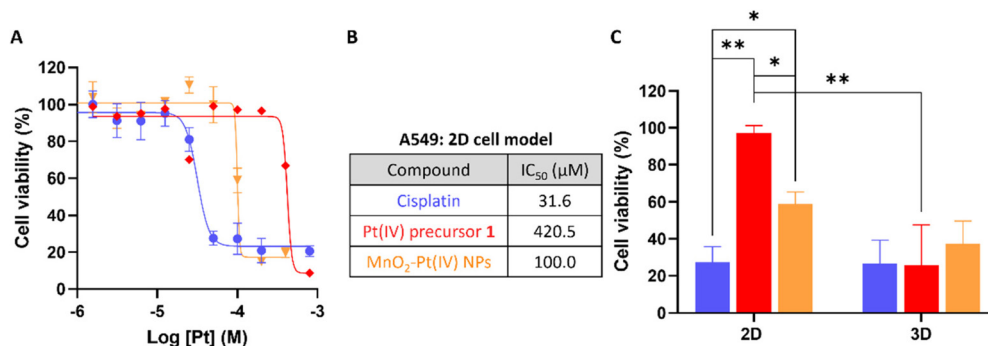 A
Cell viability (%)
120
100
80
60
40
20
0
-6
-5
-4
-3
Log [Pt] (M)
B
A549: 2D cell model
Compound IC₅₀ (μM)
Cisplatin 31.6
Pt(IV) precursor 1 420.5
MnO₂-Pt(IV) NPs 100.0
C
Cell viability (%)
120
100
80
60
40
20
0
*
**
*
**
2D
3D